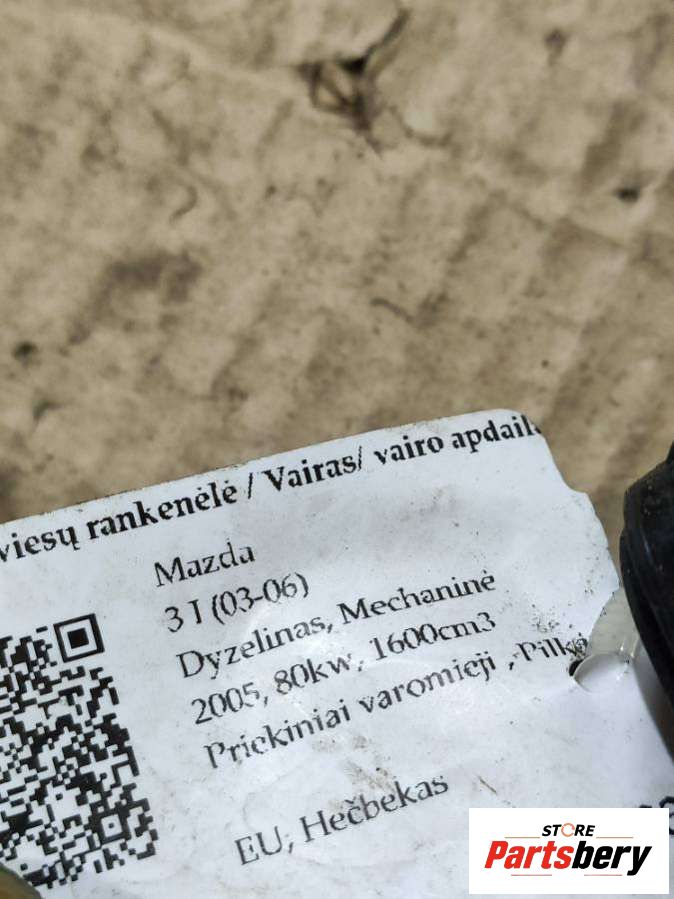 viesų rankenėlė / Vairas/ vairo apdaila
Mazda
3 I (03-06)
Dyzelinas, Mechaninė
2005, 80kw, 1600cm3
Priekiniai varomieji , Pilka
EU, Hečbekas
STORE
Partsbery